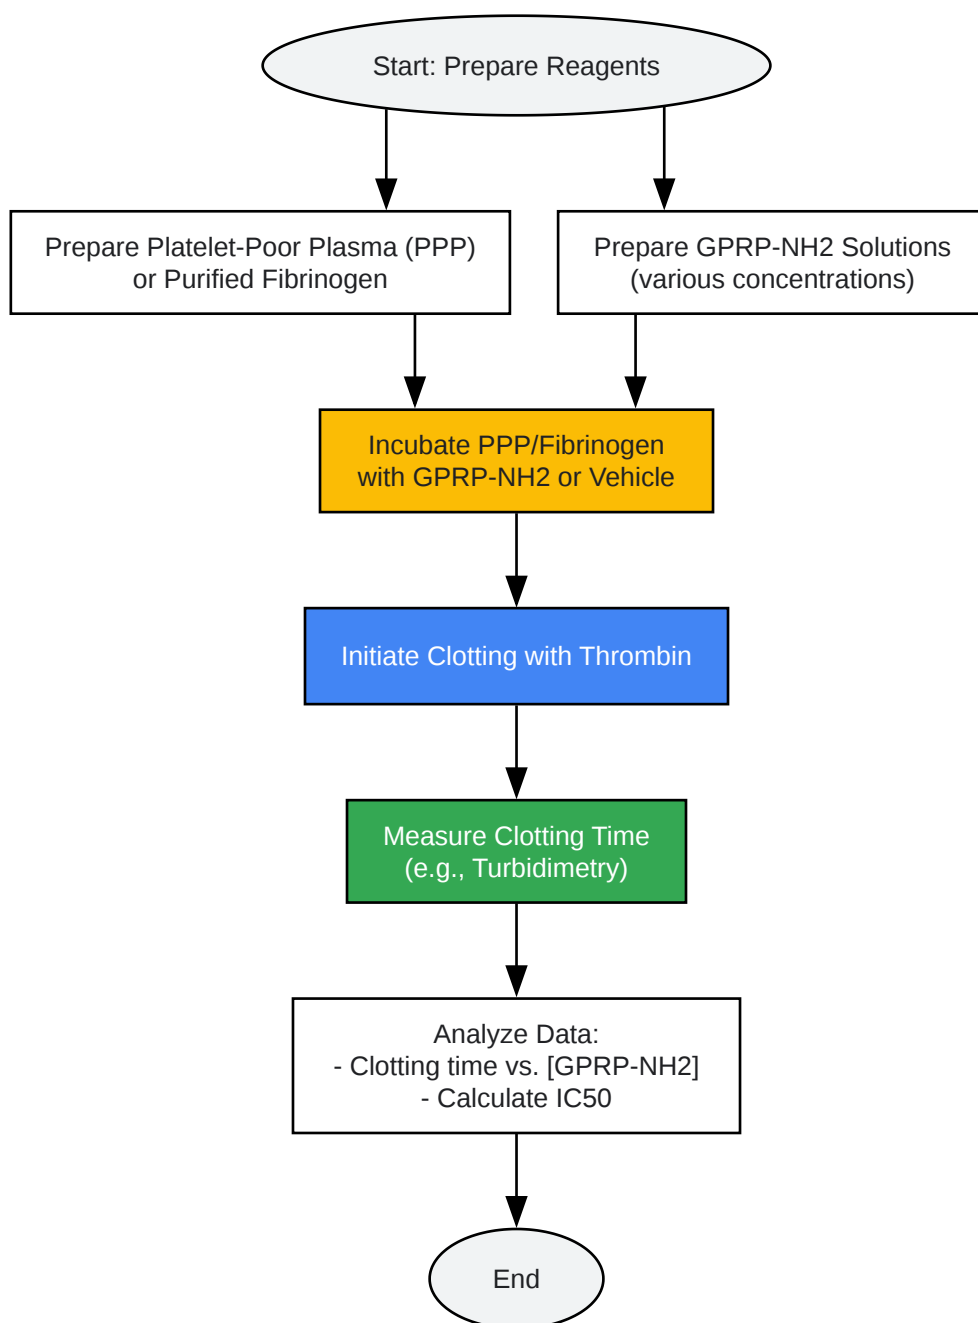 Start: Prepare Reagents
Prepare Platelet-Poor Plasma (PPP)
or Purified Fibrinogen
Prepare GPRP-NH2 Solutions
(various concentrations)
Incubate PPP/Fibrinogen
with GPRP-NH2 or Vehicle
Initiate Clotting with Thrombin
Measure Clotting Time
(e.g., Turbidimetry)
Analyze Data:
- Clotting time vs. [GPRP-NH2]
- Calculate IC50
End